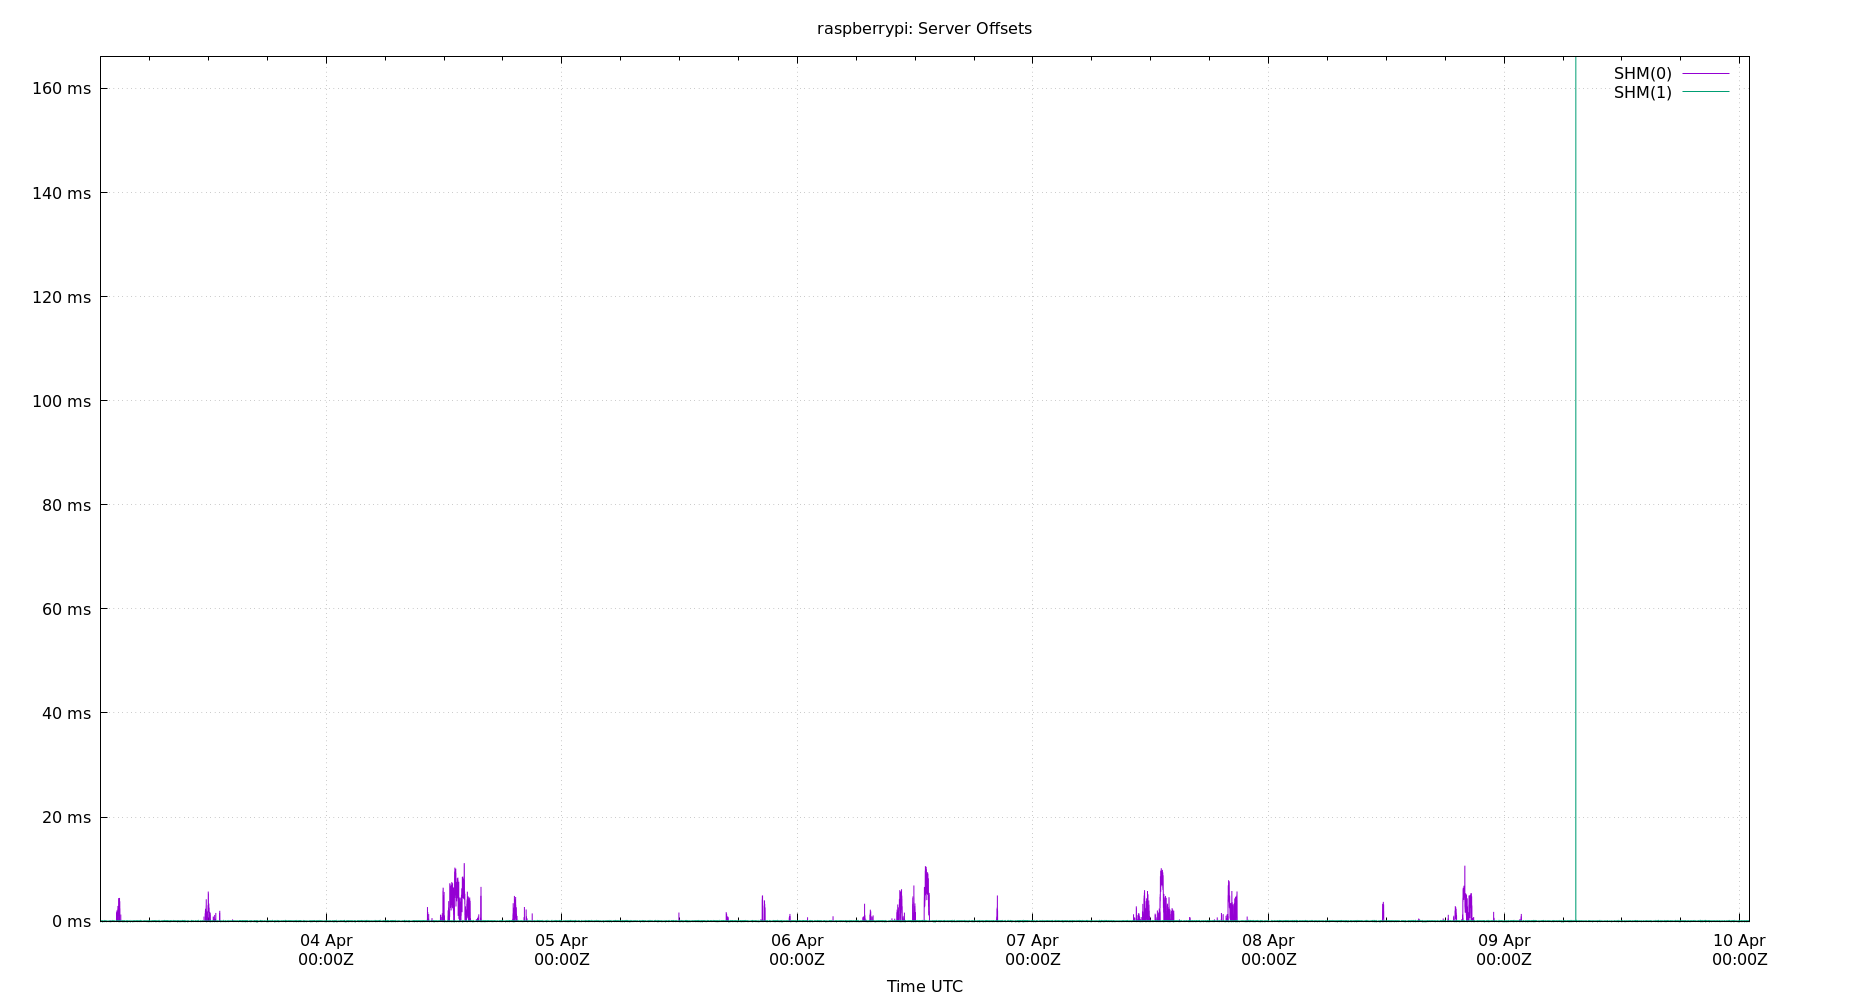 raspberrypi: Server Offsets
SHM(0)
SHM(1)
160 ms
140 ms
120 ms
100 ms
80 ms
60 ms
40 ms
20 ms
0 ms
04 Apr 05 Apr 06 Apr 07 Apr 08 Apr 09 Apr 10 Apr
00:00Z 00:00Z 00:00Z 00:00Z 00:00Z 00:00Z 00:00Z
Time UTC